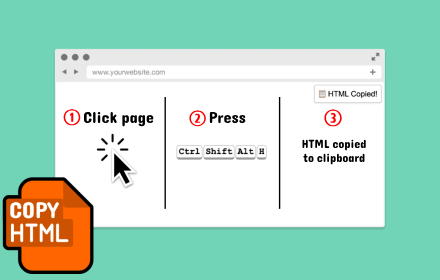 www.yourwebsite.com
HTML Copied!
1 Click page
2 Press
Ctrl Shift Alt H
3
HTML copied
to clipboard
COPY
HTML